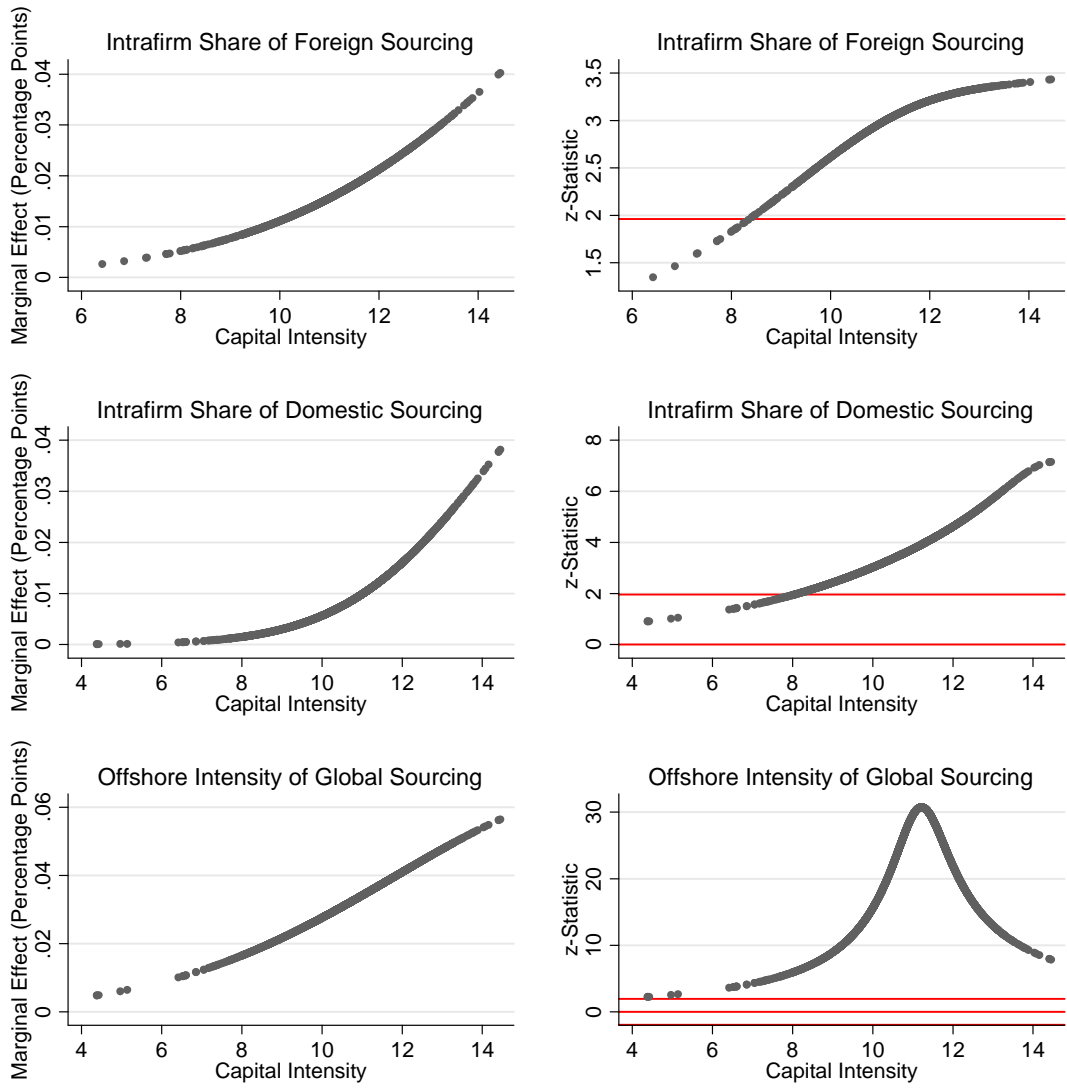 Intrafirm Share of Foreign Sourcing
Marginal Effect (Percentage Points)
.04
.03
.02
.01
0
6 8 10 12 14
Capital Intensity
Intrafirm Share of Foreign Sourcing
z-Statistic
3.5
3
2.5
2
1.5
6 8 10 12 14
Capital Intensity
Intrafirm Share of Domestic Sourcing
Marginal Effect (Percentage Points)
.04
.03
.02
.01
0
4 6 8 10 12 14
Capital Intensity
Intrafirm Share of Domestic Sourcing
z-Statistic
8
6
4
2
0
4 6 8 10 12 14
Capital Intensity
Offshore Intensity of Global Sourcing
Marginal Effect (Percentage Points)
.06
.04
.02
0
4 6 8 10 12 14
Capital Intensity
Offshore Intensity of Global Sourcing
z-Statistic
30
20
10
0
4 6 8 10 12 14
Capital Intensity